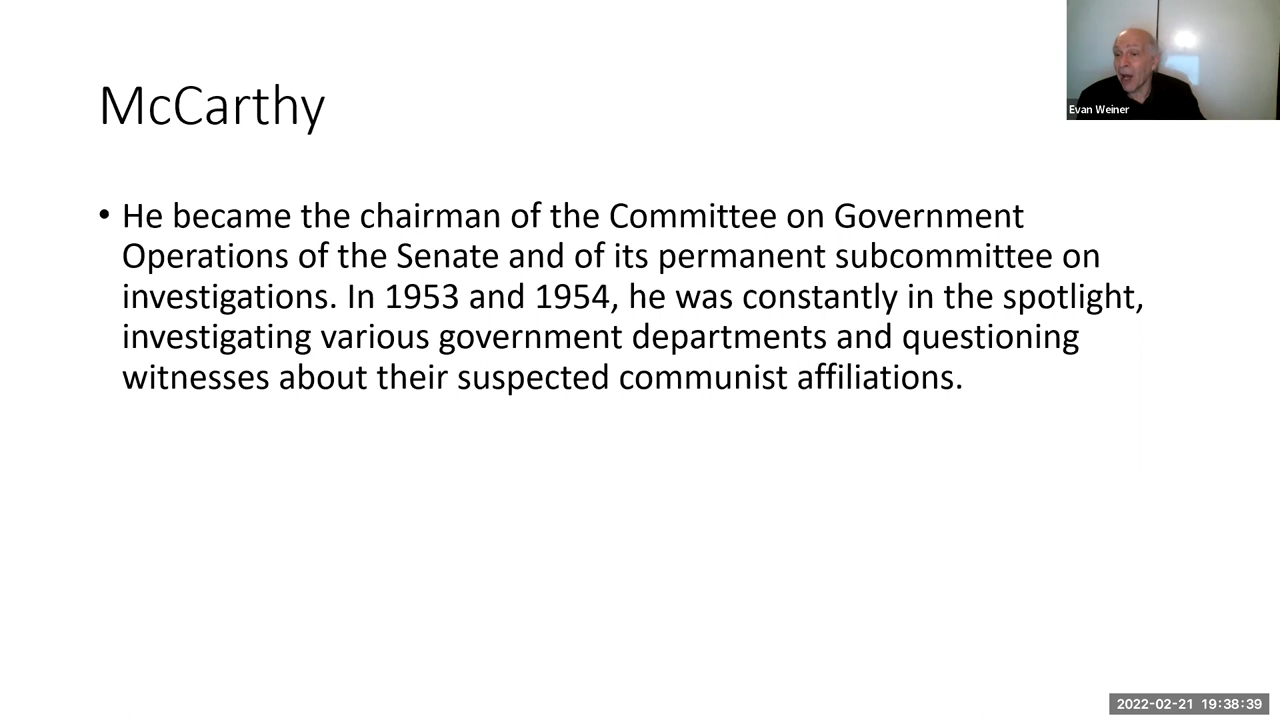 McCarthy
Evan Weiner
• He became the chairman of the Committee on Government
Operations of the Senate and of its permanent subcommittee on
investigations. In 1953 and 1954, he was constantly in the spotlight,
investigating various government departments and questioning
witnesses about their suspected communist affiliations.
2022-02-21 19:38:39